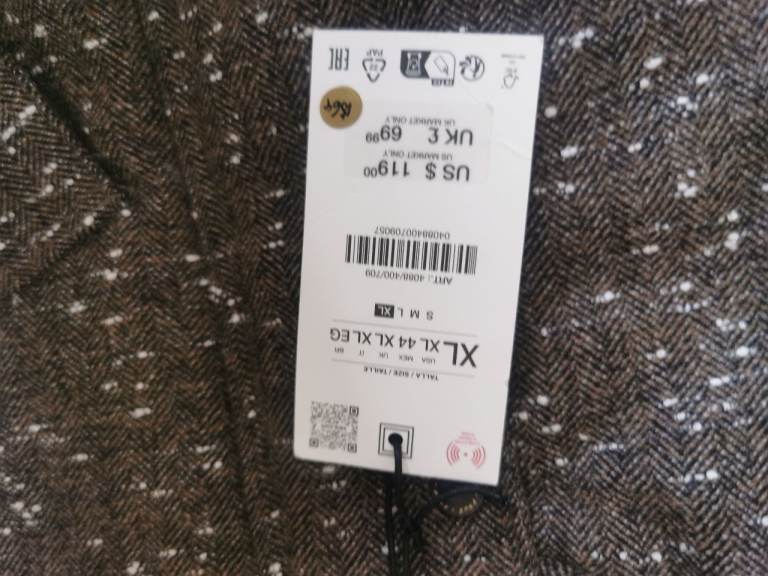 TALLA / SIZE / TAILLE
XL
USA MEX UK IT BR
XL 44 XL XL EG
S M L XL
ART.: 4088/400/709
04088400709057
US $ 119.00
US MARKET ONLY
UK £ 69.99
UK MARKET ONLY
PAP
EAC